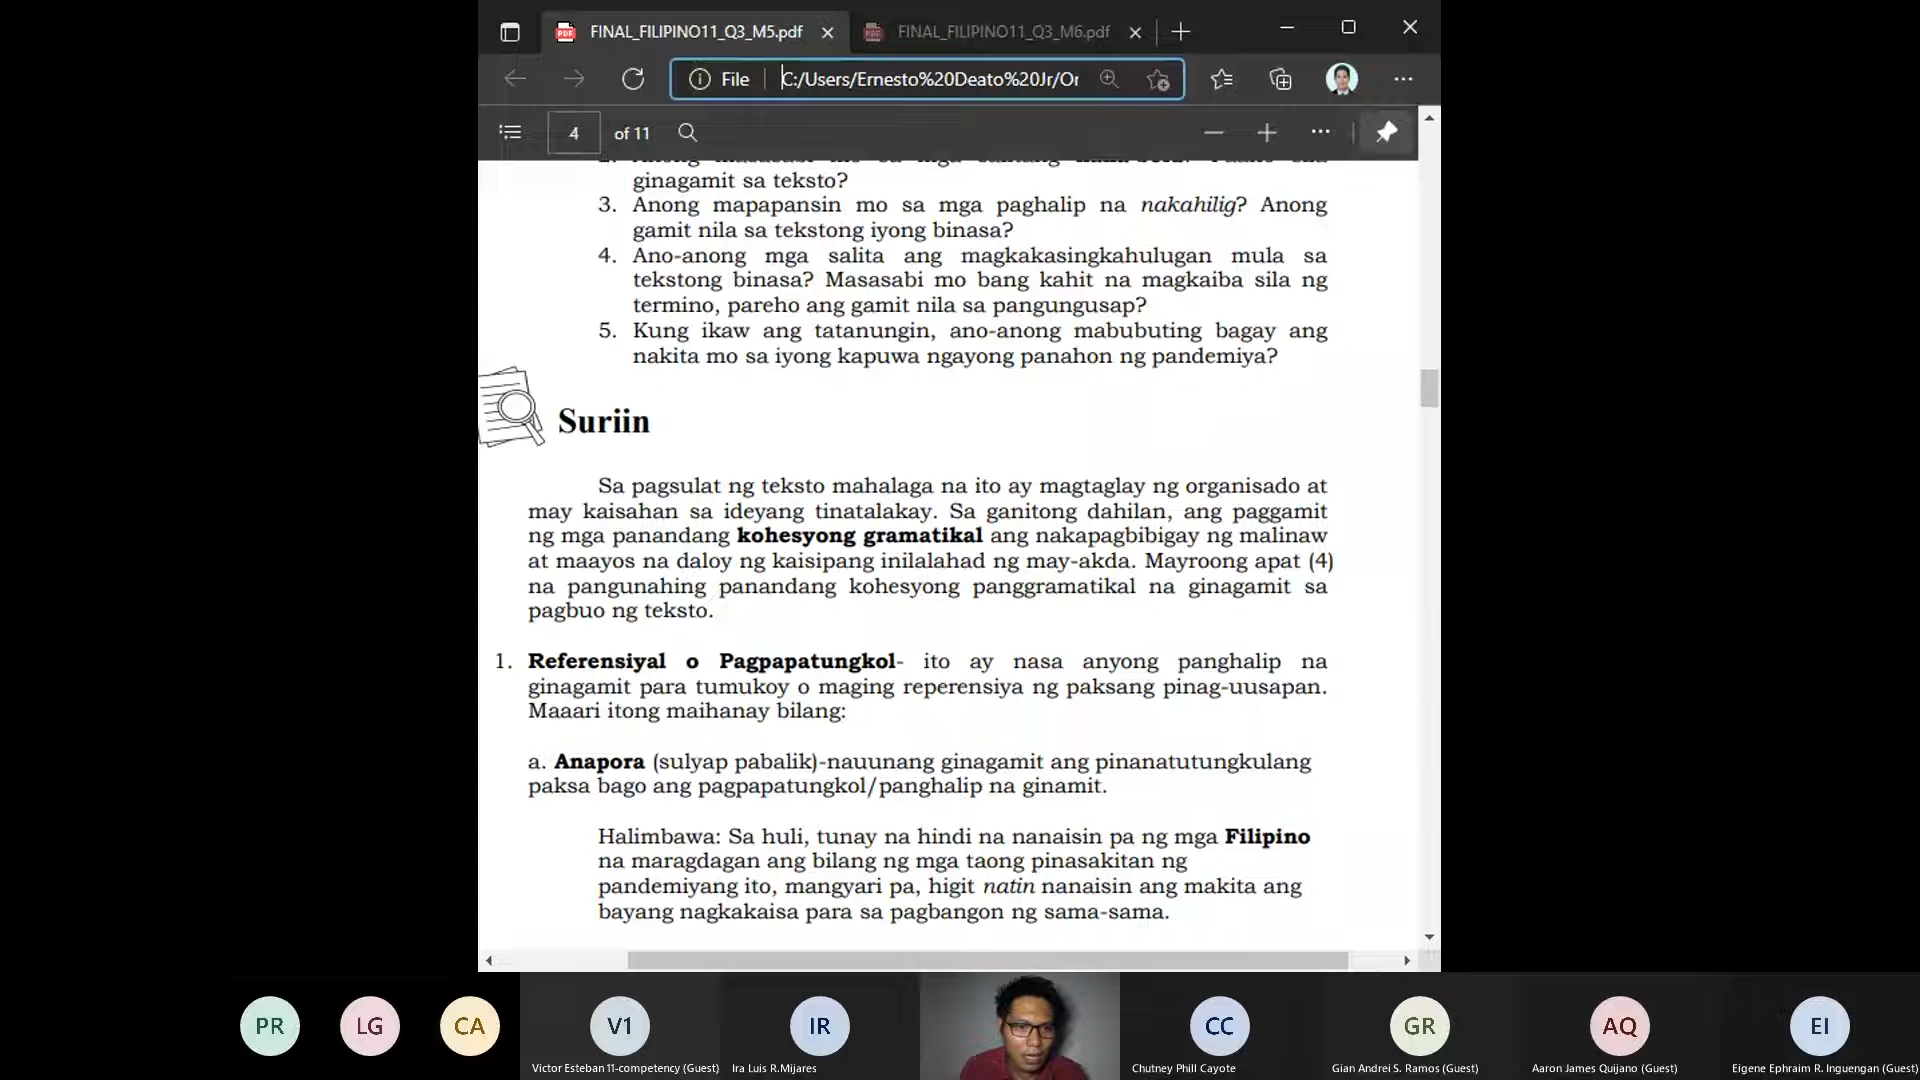 FINAL_FILIPINO11_Q3_M5.pdf
FINAL_FILIPINO11_Q3_M6.pdf
File
C:/Users/Ernesto%20Deato%20Jr/Or
4
of 11
ginagamit sa teksto?
3. Anong mapapansin mo sa mga paghalip na nakahilig? Anong
gamit nila sa tekstong iyong binasa?
4. Ano-anong mga salita ang magkakasingkahulugan mula sa
tekstong binasa? Masasabi mo bang kahit na magkaiba sila ng
termino, pareho ang gamit nila sa pangungusap?
5. Kung ikaw ang tatanungin, ano-anong mabubuting bagay ang
nakita mo sa iyong kapuwa ngayong panahon ng pandemiya?
Suriin
Sa pagsulat ng teksto mahalaga na ito ay magtaglay ng organisado at
may kaisahan sa ideyang tinatalakay. Sa ganitong dahilan, ang paggamit
ng mga panandang kohesyong gramatikal ang nakapagbibigay ng malinaw
at maayos na daloy ng kaisipang inilalahad ng may-akda. Mayroong apat (4)
na pangunahing panandang kohesyong panggramatikal na ginagamit sa
pagbuo ng teksto.
1. Referensiyal o Pagpapatungkol- ito ay nasa anyong panghalip na
ginagamit para tumukoy o maging reperensiya ng paksang pinag-uusapan.
Maaari itong maihanay bilang:
a. Anapora (sulyap pabalik)-nauunang ginagamit ang pinanatutungkulang
paksa bago ang pagpapatungkol/panghalip na ginamit.
Halimbawa: Sa huli, tunay na hindi na nanaisin pa ng mga Filipino
na maragdagan ang bilang ng mga taong pinasakitan ng
pandemiyang ito, mangyari pa, higit natin nanaisin ang makita ang
bayang nagkakaisa para sa pagbangon ng sama-sama.
PR
LG
CA
V1
IR
CC
GR
AQ
EI
Victor Esteban 11-competency (Guest)
Ira Luis R.Mijares
Chutney Phill Cayote
Gian Andrei S. Ramos (Guest)
Aaron James Quijano (Guest)
Eigene Ephraim R. Inguengan (Guest)